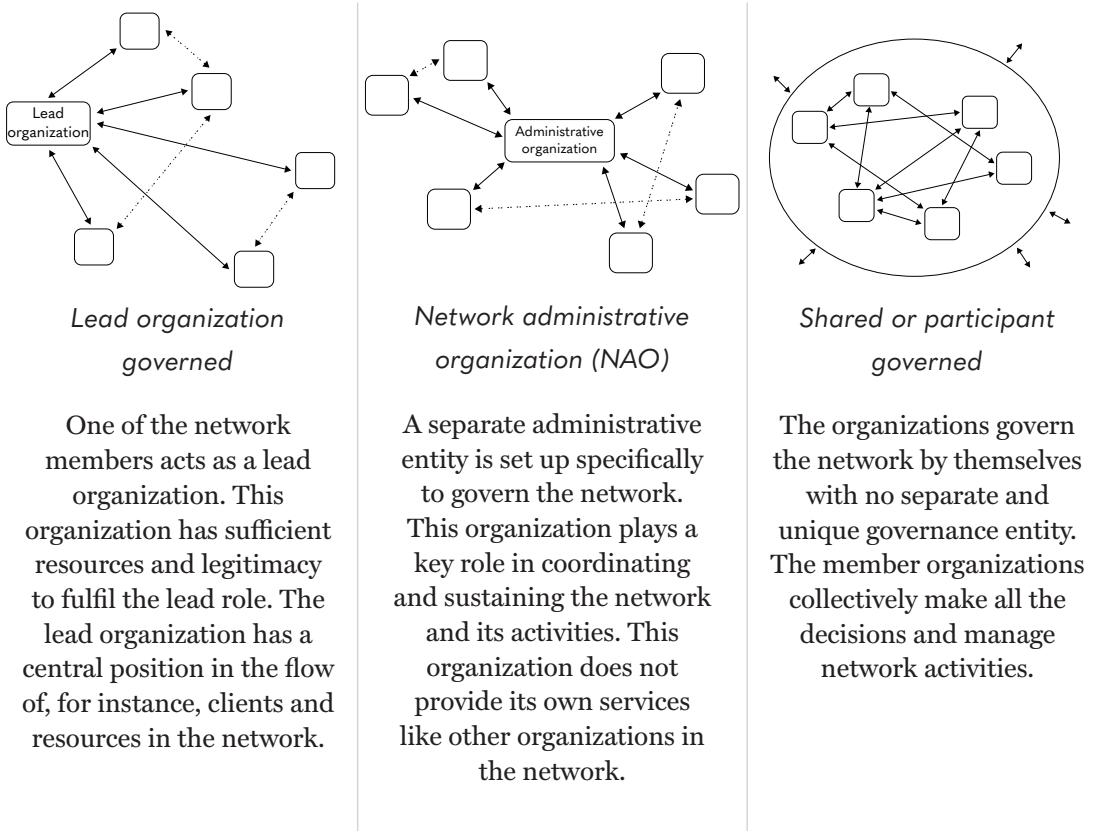 Lead
organization
Lead organization
governed
One of the network
members acts as a lead
organization. This
organization has sufficient
resources and legitimacy
to fulfil the lead role. The
lead organization has a
central position in the flow
of, for instance, clients and
resources in the network.
Administrative
organization
Network administrative
organization (NAO)
A separate administrative
entity is set up specifically
to govern the network.
This organization plays a
key role in coordinating
and sustaining the network
and its activities. This
organization does not
provide its own services
like other organizations in
the network.
Shared or participant
governed
The organizations govern
the network by themselves
with no separate and
unique governance entity.
The member organizations
collectively make all the
decisions and manage
network activities.